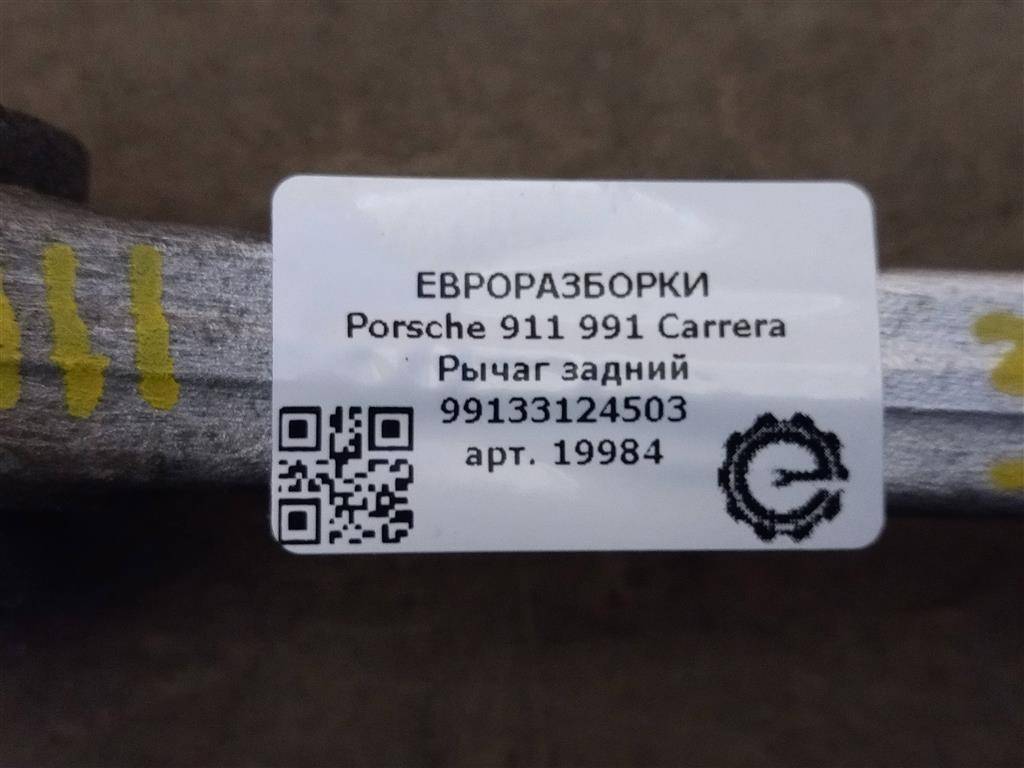 ЕВРОРАЗБОРКИ
Porsche 911 991 Carrera
Рычаг задний
99133124503
арт. 19984